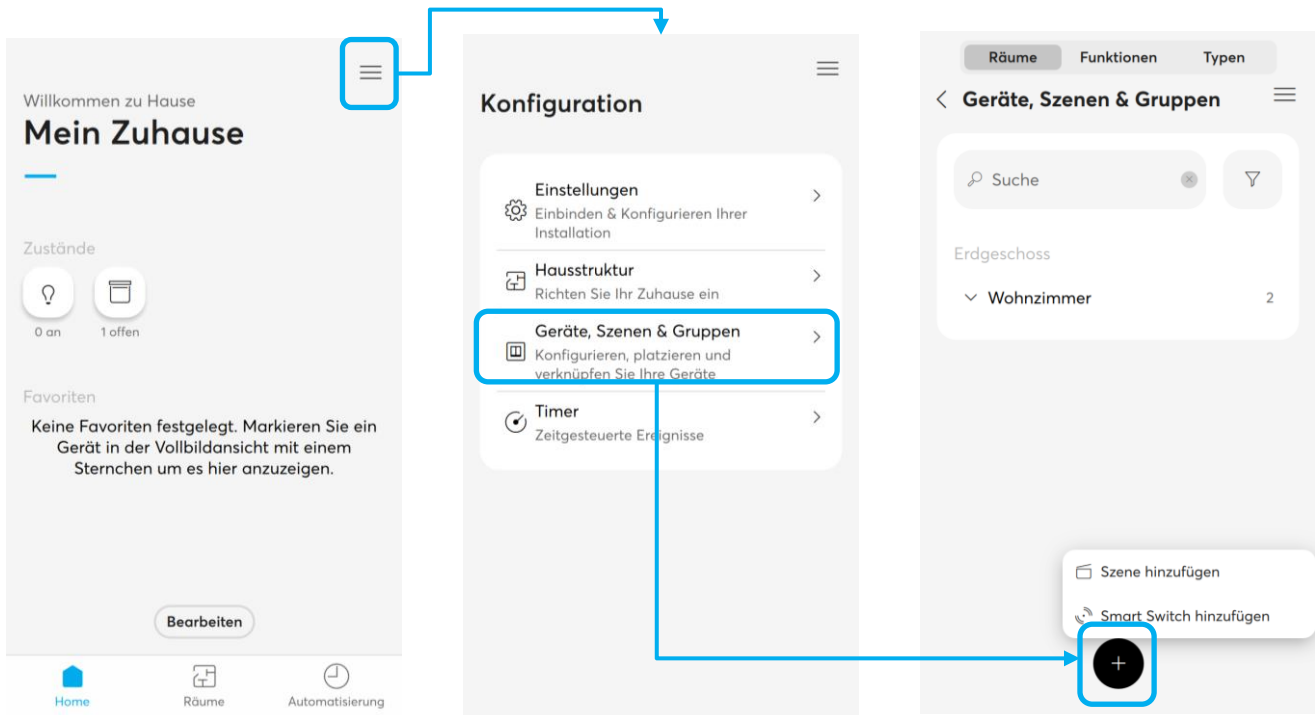 Willkommen zu Hause
Mein Zuhause
Zustände
0 an
1 offen
Favoriten
Keine Favoriten festgelegt. Markieren Sie ein
Gerät in der Vollbildansicht mit einem
Sternchen um es hier anzuzeigen.
Bearbeiten
Home
Räume
Automatisierung
Konfiguration
Einstellungen
Einbinden & Konfigurieren Ihrer
Installation
Hausstruktur
Richten Sie Ihr Zuhause ein
Geräte, Szenen & Gruppen
Konfigurieren, platzieren und
verknüpfen Sie Ihre Geräte
Timer
Zeitgesteuerte Ereignisse
Räume
Funktionen
Typen
Geräte, Szenen & Gruppen
Suche
Erdgeschoss
Wohnzimmer 2
Szene hinzufügen
Smart Switch hinzufügen